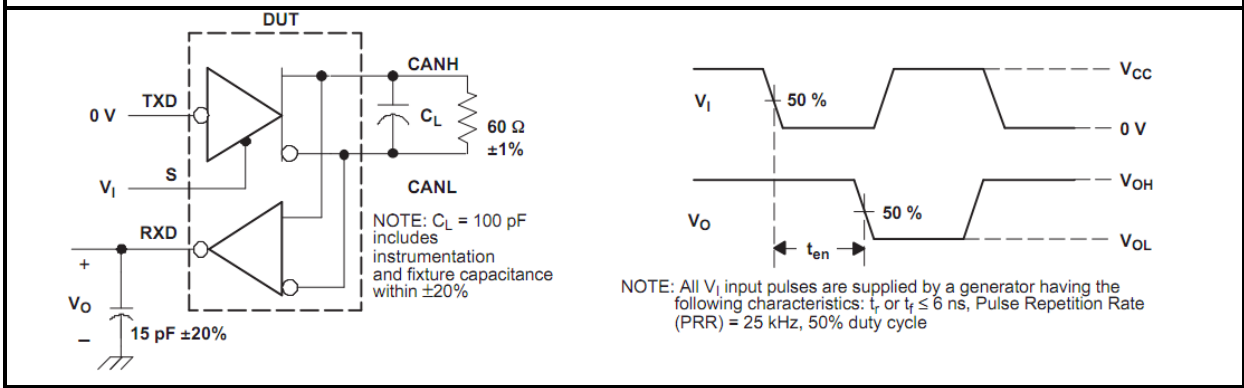 DUT
CANH
TXD
0 V
CL
60 Ω
±1%
S
VI
CANL
RXD
NOTE: CL = 100 pF
includes
instrumentation
and fixture capacitance
within ±20%
+
VO
–
15 pF ±20%
VCC
VI
50 %
0 V
VOH
VO
50 %
VOL
ten
NOTE: All VI input pulses are supplied by a generator having the
following characteristics: tr or tf ≤ 6 ns, Pulse Repetition Rate
(PRR) = 25 kHz, 50% duty cycle